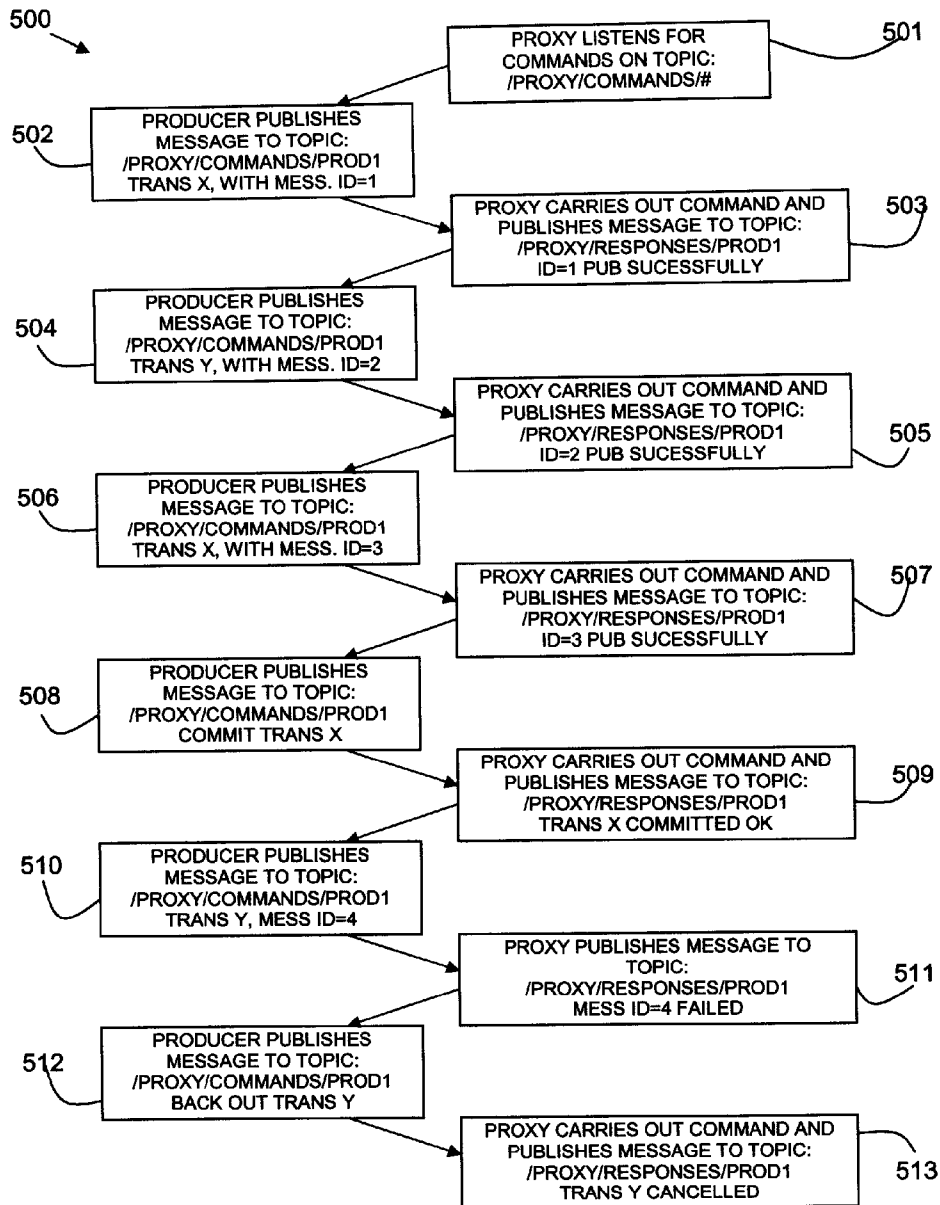 500
PROXY LISTENS FOR
COMMANDS ON TOPIC:
/PROXY/COMMANDS/#
501
502
PRODUCER PUBLISHES
MESSAGE TO TOPIC:
/PROXY/COMMANDS/PROD1
TRANS X, WITH MESS. ID=1
PROXY CARRIES OUT COMMAND AND
PUBLISHES MESSAGE TO TOPIC:
/PROXY/RESPONSES/PROD1
ID=1 PUB SUCESSFULLY
503
504
PRODUCER PUBLISHES
MESSAGE TO TOPIC:
/PROXY/COMMANDS/PROD1
TRANS Y, WITH MESS. ID=2
PROXY CARRIES OUT COMMAND AND
PUBLISHES MESSAGE TO TOPIC:
/PROXY/RESPONSES/PROD1
ID=2 PUB SUCESSFULLY
505
506
PRODUCER PUBLISHES
MESSAGE TO TOPIC:
/PROXY/COMMANDS/PROD1
TRANS X, WITH MESS. ID=3
PROXY CARRIES OUT COMMAND AND
PUBLISHES MESSAGE TO TOPIC:
/PROXY/RESPONSES/PROD1
ID=3 PUB SUCESSFULLY
507
508
PRODUCER PUBLISHES
MESSAGE TO TOPIC:
/PROXY/COMMANDS/PROD1
COMMIT TRANS X
PROXY CARRIES OUT COMMAND AND
PUBLISHES MESSAGE TO TOPIC:
/PROXY/RESPONSES/PROD1
TRANS X COMMITTED OK
509
510
PRODUCER PUBLISHES
MESSAGE TO TOPIC:
/PROXY/COMMANDS/PROD1
TRANS Y, MESS ID=4
PROXY PUBLISHES MESSAGE TO
TOPIC:
/PROXY/RESPONSES/PROD1
MESS ID=4 FAILED
511
512
PRODUCER PUBLISHES
MESSAGE TO TOPIC:
/PROXY/COMMANDS/PROD1
BACK OUT TRANS Y
PROXY CARRIES OUT COMMAND AND
PUBLISHES MESSAGE TO TOPIC:
/PROXY/RESPONSES/PROD1
TRANS Y CANCELLED
513